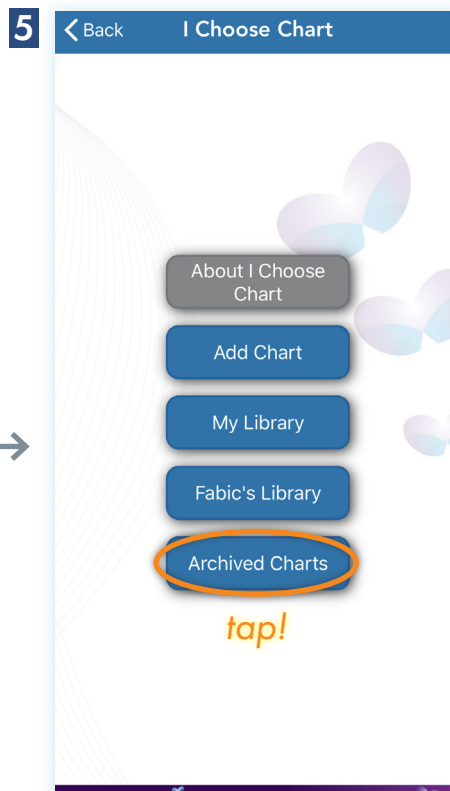 5
Back I Choose Chart
About I Choose
Chart
Add Chart
My Library
Fabic's Library
Archived Charts
tap!